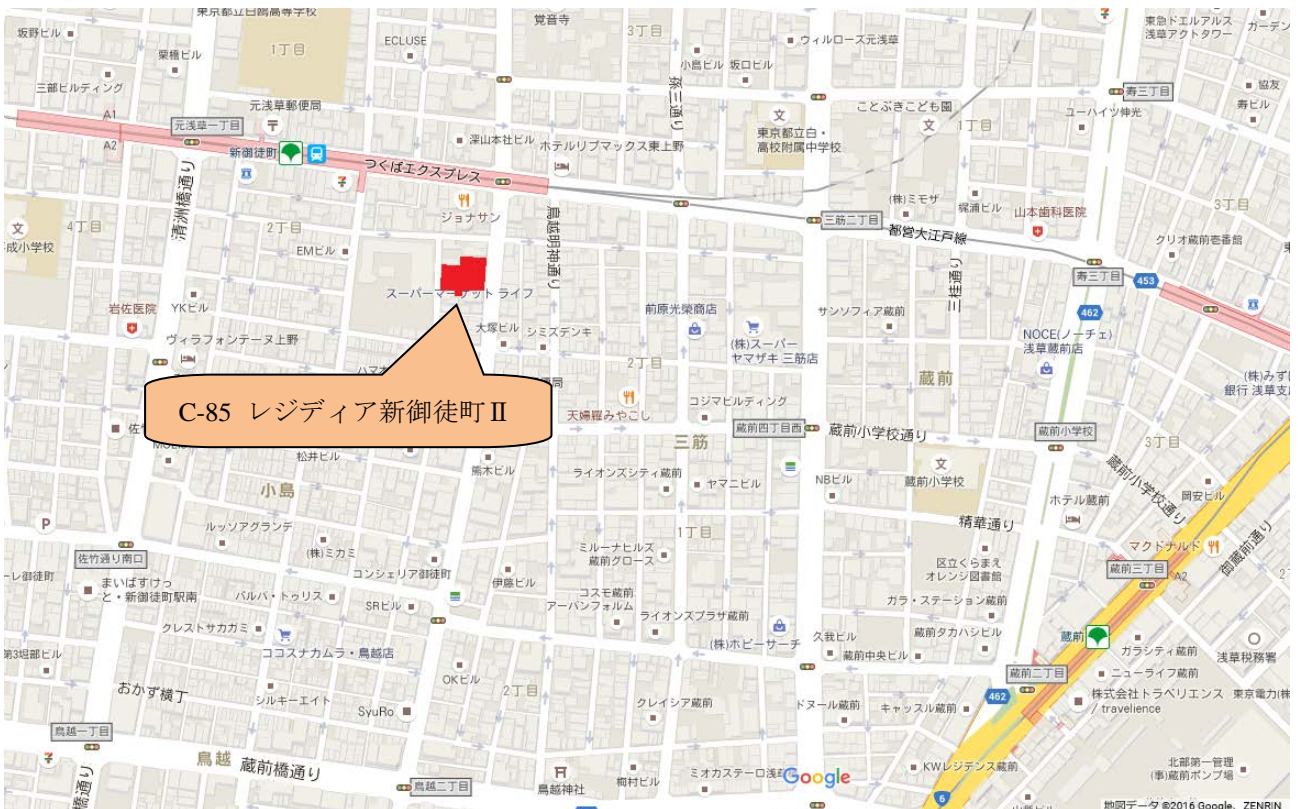 東京都立白鷗高等学校
覚音寺
3丁目
東急ドエルアルス
浅草アクトタワー
ガーデン
坂野ビル
栗橋ビル
1丁目
ECLUSE
ウィルローズ元浅草
小島ビル
坂口ビル
三部ビルディング
元浅草郵便局
左衛門橋通り
ことぶきこども園
寿三丁目
協友
寿ビル
A1
元浅草一丁目
A2
東京都立白・
高校附属中学校
1丁目
ユーハイツ伸光
新御徒町
深山本社ビル
ホテルリブマックス東上野
つくばエクスプレス
清洲橋通り
ジョナサン
鳥越明神通り
(株)ミモザ
梶浦ビル
山本歯科医院
3丁目
三筋二丁目
都営大江戸線
4丁目
2丁目
成小学校
EMビル
クリオ蔵前壱番館
寿三丁目
453
スーパーマーケット ライフ
三桂通り
岩佐医院
YKビル
前原光榮商店
サンソフィア蔵前
462
ヴィラフォンテーヌ上野
大塚ビル
シミズデンキ
(株)スーパー
ヤマザキ 三筋店
NOCE(ノーチェ)
浅草蔵前店
2丁目
蔵前
(株)みずほ
銀行 浅草支
C-85 レジディア新御徒町Ⅱ
天婦羅みやこし
コジマビルディング
蔵前四丁目西
蔵前小学校通り
蔵前小学校
3丁目
松井ビル
三筋
熊木ビル
ライオンズシティ蔵前
ヤマニビル
NBビル
蔵前小学校
蔵前小学校通り
岡安ビル
小島
ホテル蔵前
P
ルッソアグランデ
1丁目
精華通り
マクドナルド
御蔵前通り
佐竹通り南口
(株)ミカミ
ミルーナヒルズ
蔵前グロース
区立くらまえ
オレンジ図書館
蔵前三丁目
A2
ーレ御徒町
まいばすけっ
と・新御徒町駅南
コンシェリア御徒町
伊藤ビル
バルバ・トゥリス
SRビル
コスモ蔵前
アーバンフォルム
ガラ・ステーション蔵前
ライオンズプラザ蔵前
クレストサカガミ
(株)ホビーサーチ
久我ビル
蔵前タカハシビル
蔵前
ガラシティ蔵前
浅草税務署
第3堀部ビル
ココスナカムラ・鳥越店
蔵前中央ビル
蔵前二丁目
ニューライフ蔵前
OKビル
2丁目
おかず横丁
シルキーエイト
SyuRo
クレイシア蔵前
ドヌール蔵前
キャッスル蔵前
462
株式会社トラベリエンス
/ travelience
東京電力(株
鳥越一丁目
鳥越
蔵前橋通り
鳥越二丁目
鳥越神社
梅村ビル
ミオカステーロ浅草
Google
KWレジデンス蔵前
北部第一管理
(事)蔵前ポンプ場
5
地図データ ©2016 Google、ZENRIN